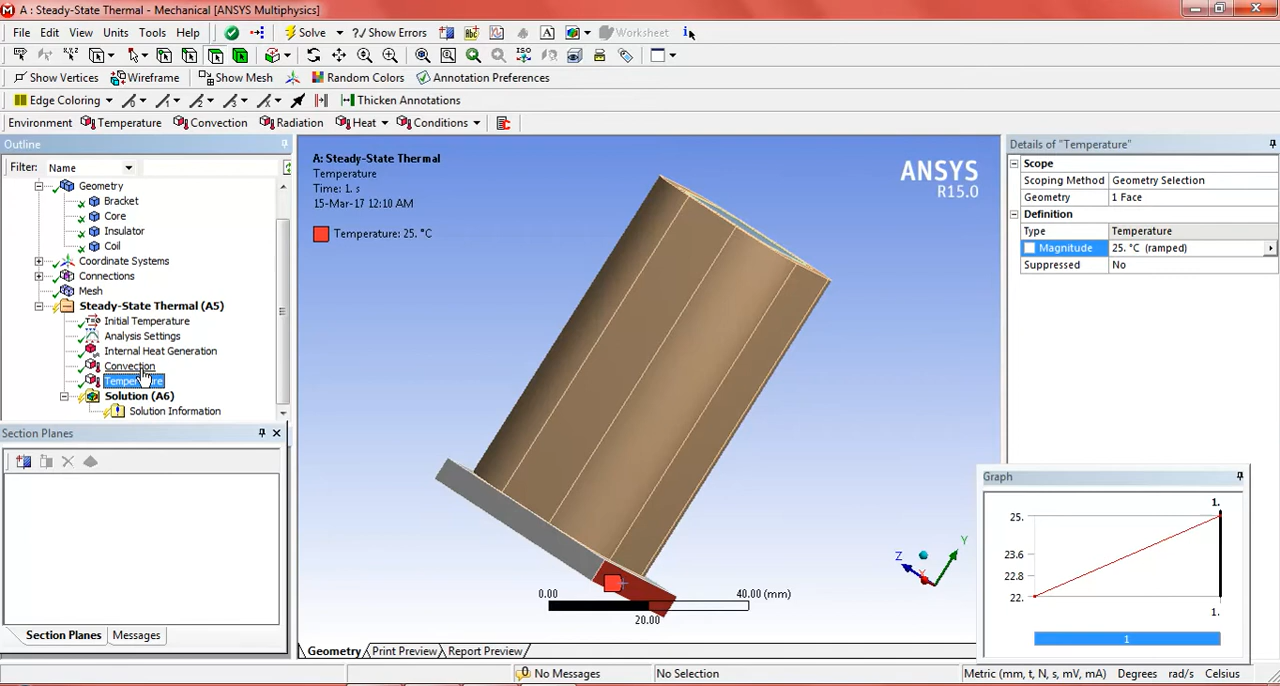 A : Steady-State Thermal - Mechanical [ANSYS Multiphysics]
File Edit View Units Tools Help Solve ?/ Show Errors Worksheet
Show Vertices Wireframe Show Mesh Random Colors Annotation Preferences
Edge Coloring Thicken Annotations
Environment Temperature Convection Radiation Heat Conditions
Outline
Filter: Name
Geometry
Bracket
Core
Insulator
Coil
Coordinate Systems
Connections
Mesh
Steady-State Thermal (A5)
Initial Temperature
Analysis Settings
Internal Heat Generation
Convection
Temperature
Solution (A6)
Solution Information
Section Planes
Section Planes Messages
A: Steady-State Thermal
Temperature
Time: 1. s
15-Mar-17 12:10 AM
Temperature: 25. °C
ANSYS
R15.0
Z Y
0.00 40.00 (mm)
20.00
Geometry Print Preview Report Preview
Details of "Temperature"
Scope
Scoping Method Geometry Selection
Geometry 1 Face
Definition
Type Temperature
Magnitude 25. °C (ramped)
Suppressed No
Graph
1.
25.
23.6
22.8
22.
1.
1
0 No Messages No Selection Metric (mm, t, N, s, mV, mA) Degrees rad/s Celsius